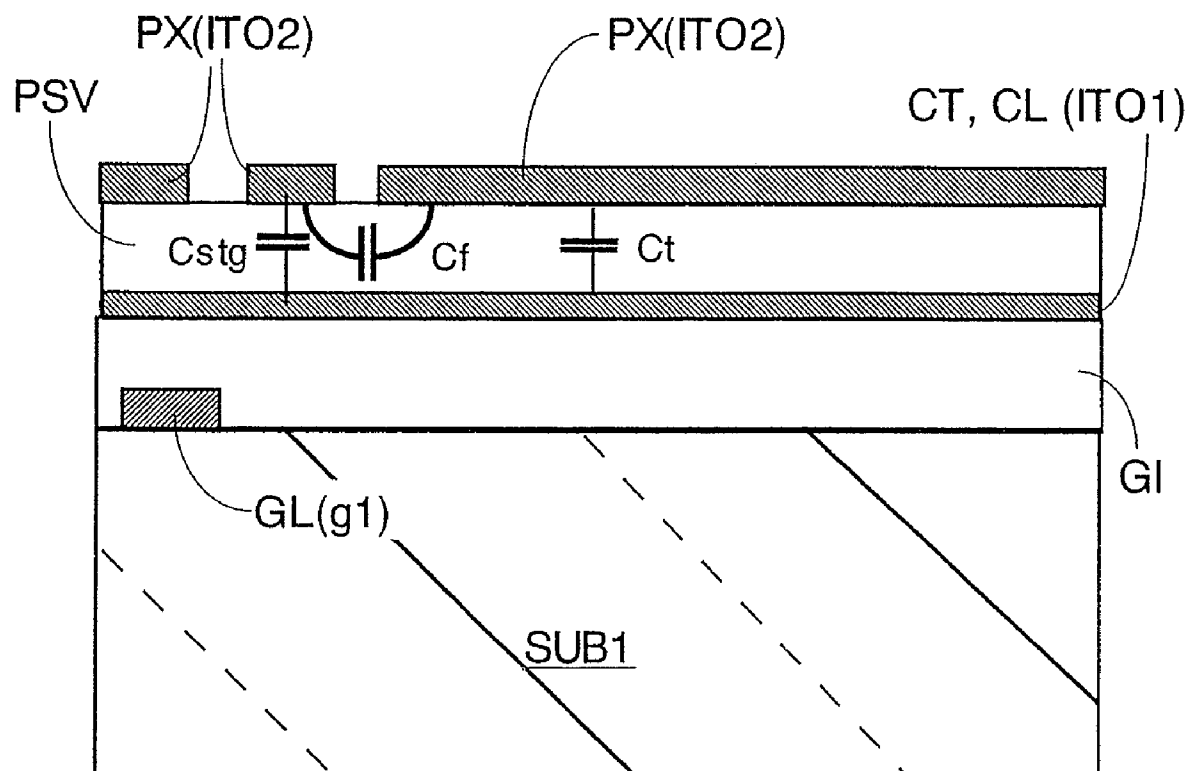 PX(ITO2)
PX(ITO2)
PSV
CT, CL (ITO1)
Cstg
Cf
Ct
GI
GL(g1)
SUB1